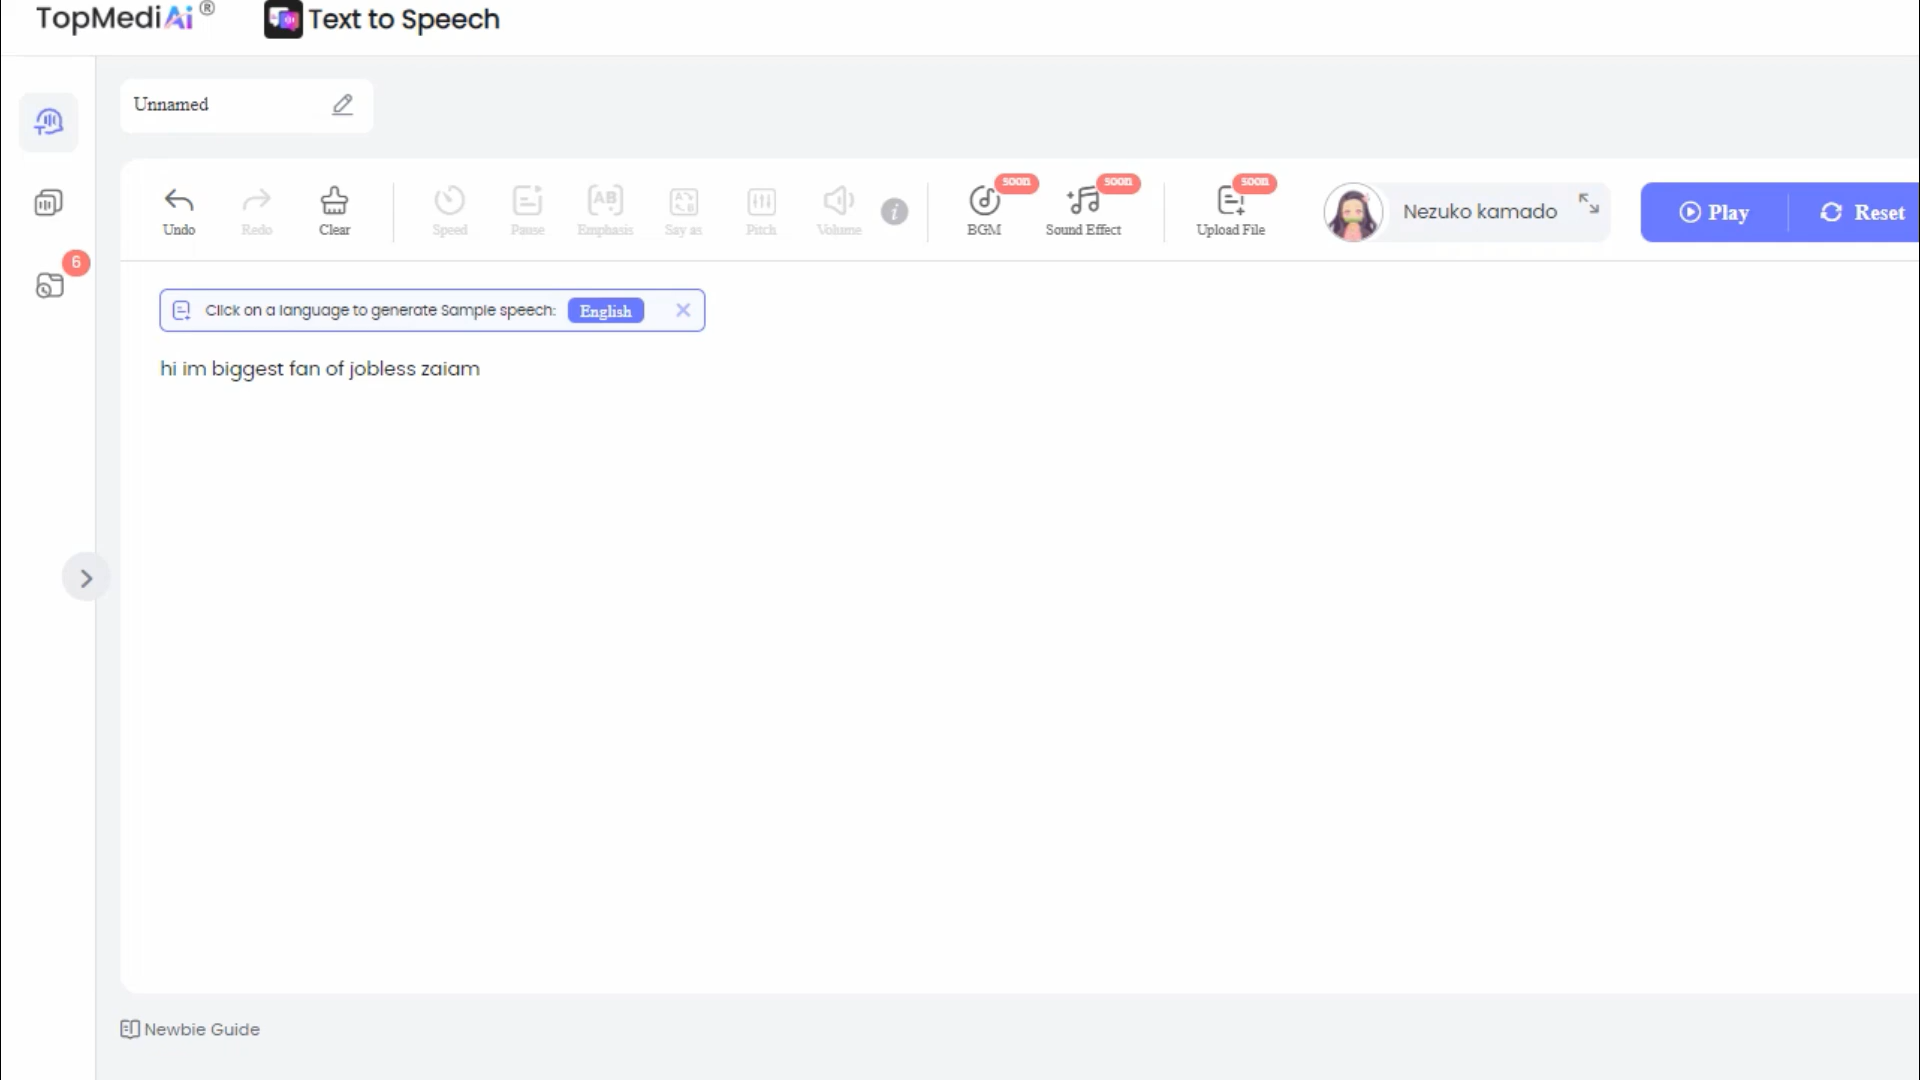 TopMediAi ® Text to Speech
Unnamed
Undo Redo Clear Speed Pause Emphasis Say as Pitch Volume i BGM soon Sound Effect soon Upload File soon Nezuko kamado Play Reset
6
Click on a language to generate Sample speech: English
hi im biggest fan of jobless zaiam
Newbie Guide